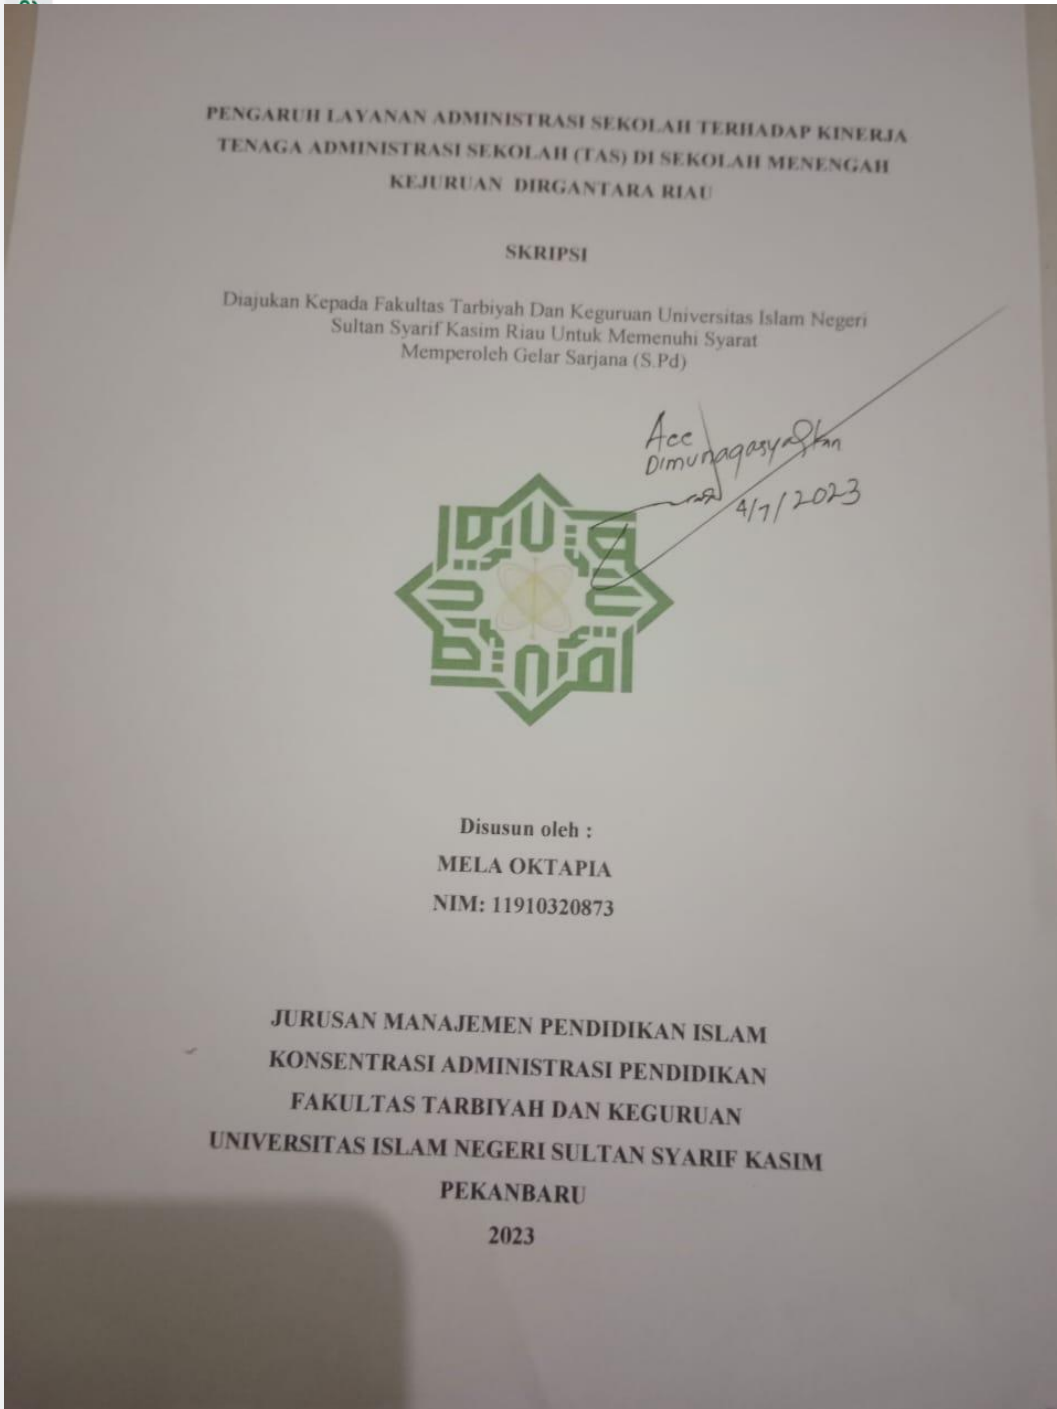 PENGARUH LAYANAN ADMINISTRASI SEKOLAH TERHADAP KINERJA
TENAGA ADMINISTRASI SEKOLAH (TAS) DI SEKOLAH MENENGAH
KEJURUAN DIRGANTARA RIAU
SKRIPSI
Diajukan Kepada Fakultas Tarbiyah Dan Keguruan Universitas Islam Negeri
Sultan Syarif Kasim Riau Untuk Memenuhi Syarat
Memperoleh Gelar Sarjana (S.Pd)
Acc
Dimunaqasyahkan
4/7/2023
Disusun oleh :
MELA OKTAPIA
NIM: 11910320873
JURUSAN MANAJEMEN PENDIDIKAN ISLAM
KONSENTRASI ADMINISTRASI PENDIDIKAN
FAKULTAS TARBIYAH DAN KEGURUAN
UNIVERSITAS ISLAM NEGERI SULTAN SYARIF KASIM
PEKANBARU
2023